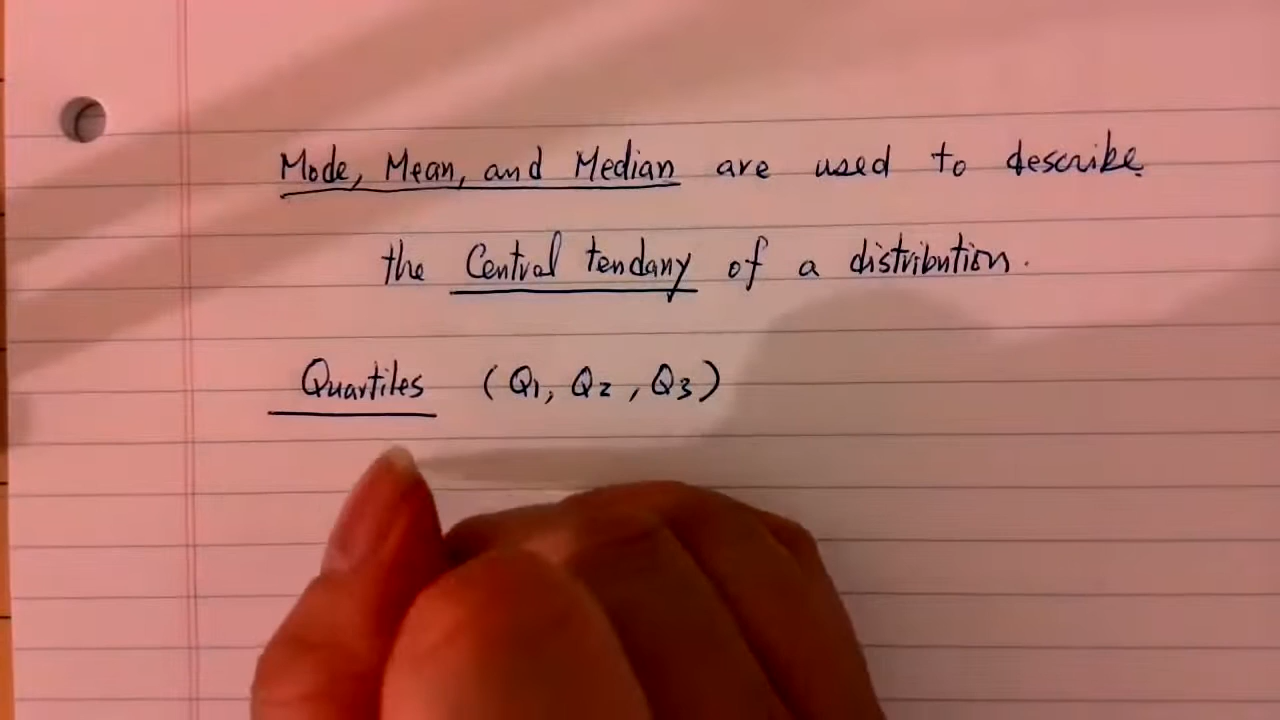 Mode, Mean, and Median are used to describe
the Central tendany of a distribution.
Quartiles (Q1, Q2, Q3)